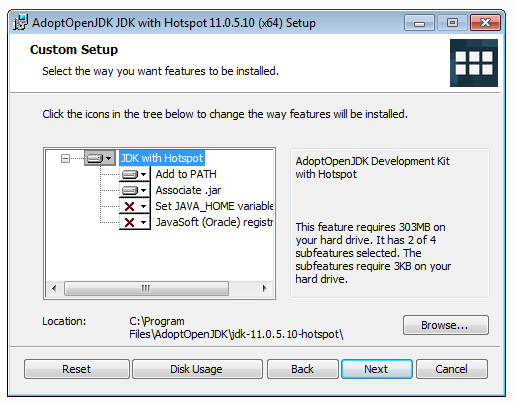 AdoptOpenJDK JDK with Hotspot 11.0.5.10 (x64) Setup
Custom Setup
Select the way you want features to be installed.
Click the icons in the tree below to change the way features will be installed.
JDK with Hotspot
Add to PATH
Associate .jar
Set JAVA_HOME variable
JavaSoft (Oracle) registr
AdoptOpenJDK Development Kit
with Hotspot
This feature requires 303MB on
your hard drive. It has 2 of 4
subfeatures selected. The
subfeatures require 3KB on your
hard drive.
Location:
C:\Program
Files\AdoptOpenJDK\jdk-11.0.5.10-hotspot\
Browse...
Reset
Disk Usage
Back
Next
Cancel